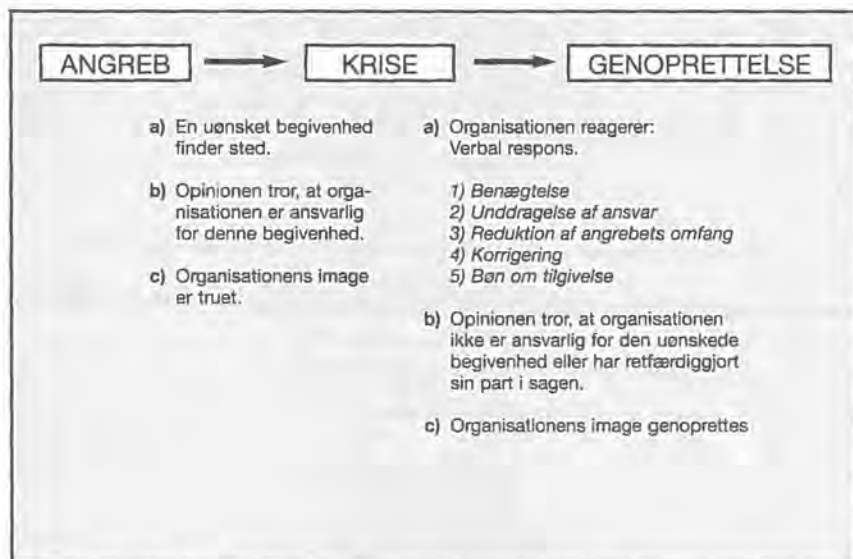 ANGREB → KRISE → GENOPRETTELSE
a) En uønsket begivenhed
finder sted.
b) Opinionen tror, at orga-
nisationen er ansvarlig
for denne begivenhed.
c) Organisationens image
er truet.
a) Organisationen reagerer:
Verbal respons.
1) Benægtelse
2) Unddragelse af ansvar
3) Reduktion af angrebets omfang
4) Korrigering
5) Bøn om tilgivelse
b) Opinionen tror, at organisationen
ikke er ansvarlig for den uønskede
begivenhed eller har retfærdiggjort
sin part i sagen.
c) Organisationens image genoprettes